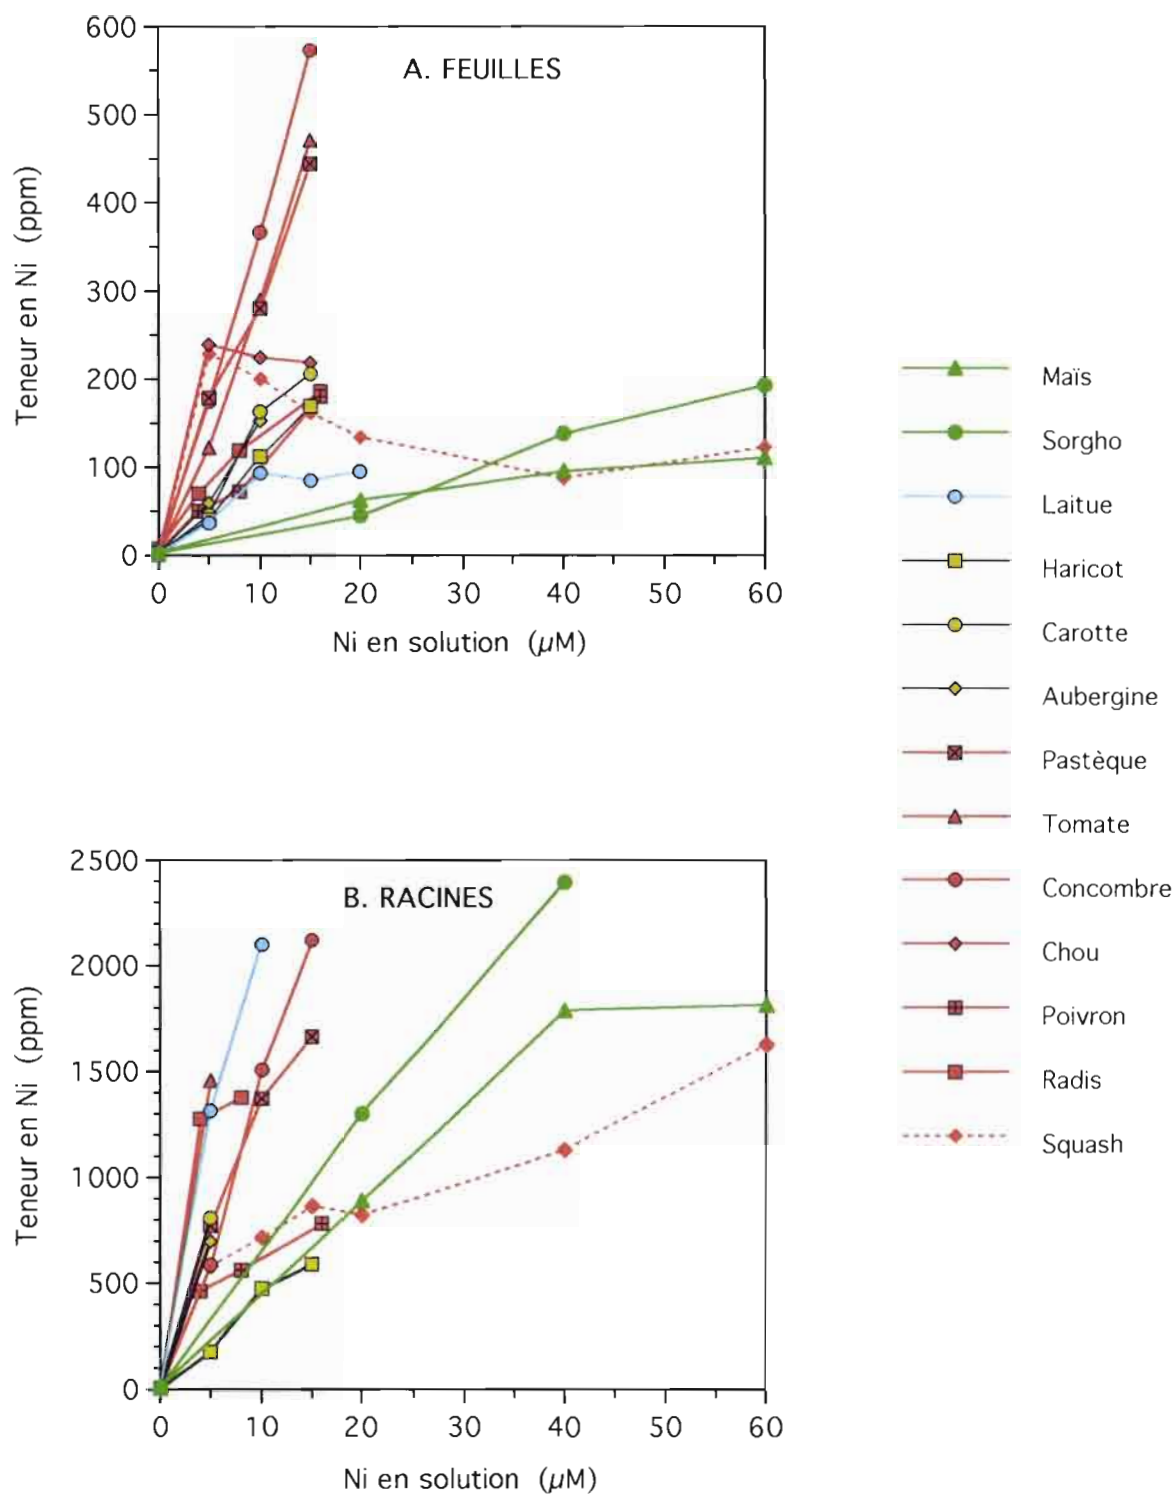 600
A. FEUILLES
500
400
300
200
100
0
Teneur en Ni (ppm)
0 10 20 30 40 50 60
Ni en solution (µM)
Maïs
Sorgho
Laitue
Haricot
Carotte
Aubergine
Pastèque
Tomate
Concombre
Chou
Poivron
Radis
Squash
2500
B. RACINES
2000
1500
1000
500
0
Teneur en Ni (ppm)
0 10 20 30 40 50 60
Ni en solution (µM)